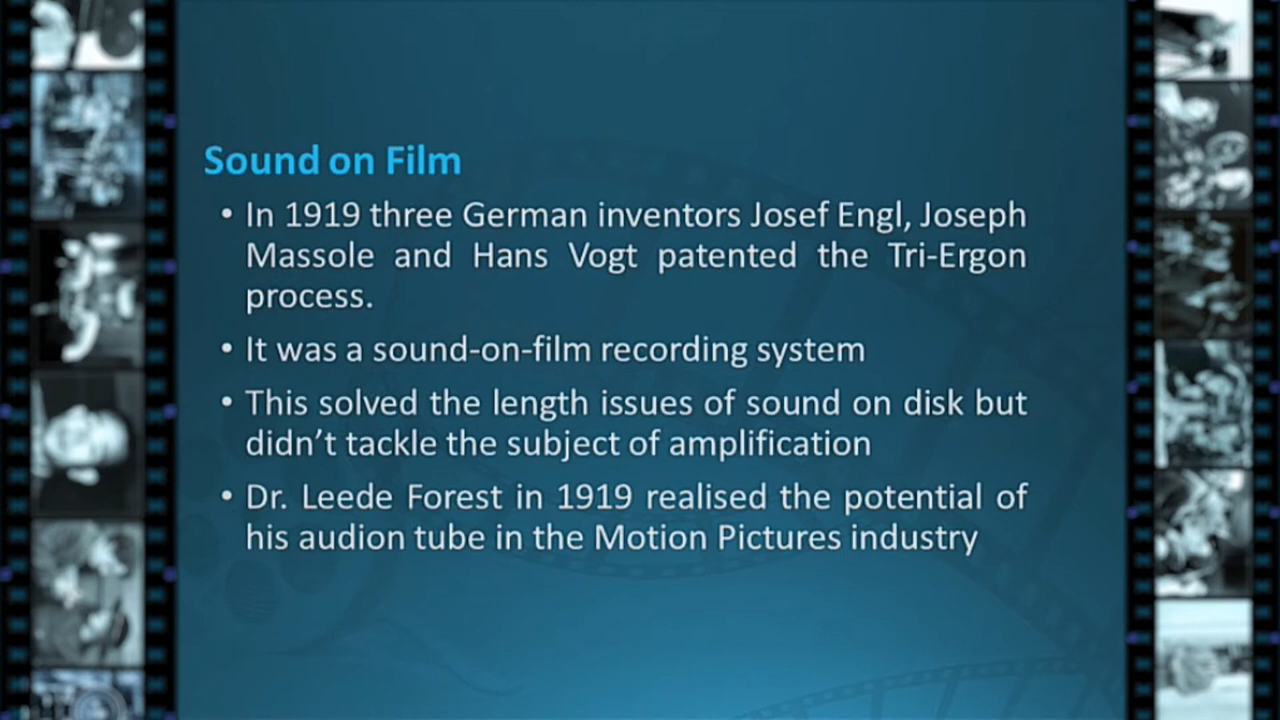 Sound on Film
• In 1919 three German inventors Josef Engl, Joseph
Massole and Hans Vogt patented the Tri-Ergon
process.
• It was a sound-on-film recording system
• This solved the length issues of sound on disk but
didn't tackle the subject of amplification
• Dr. Leede Forest in 1919 realised the potential of
his audion tube in the Motion Pictures industry